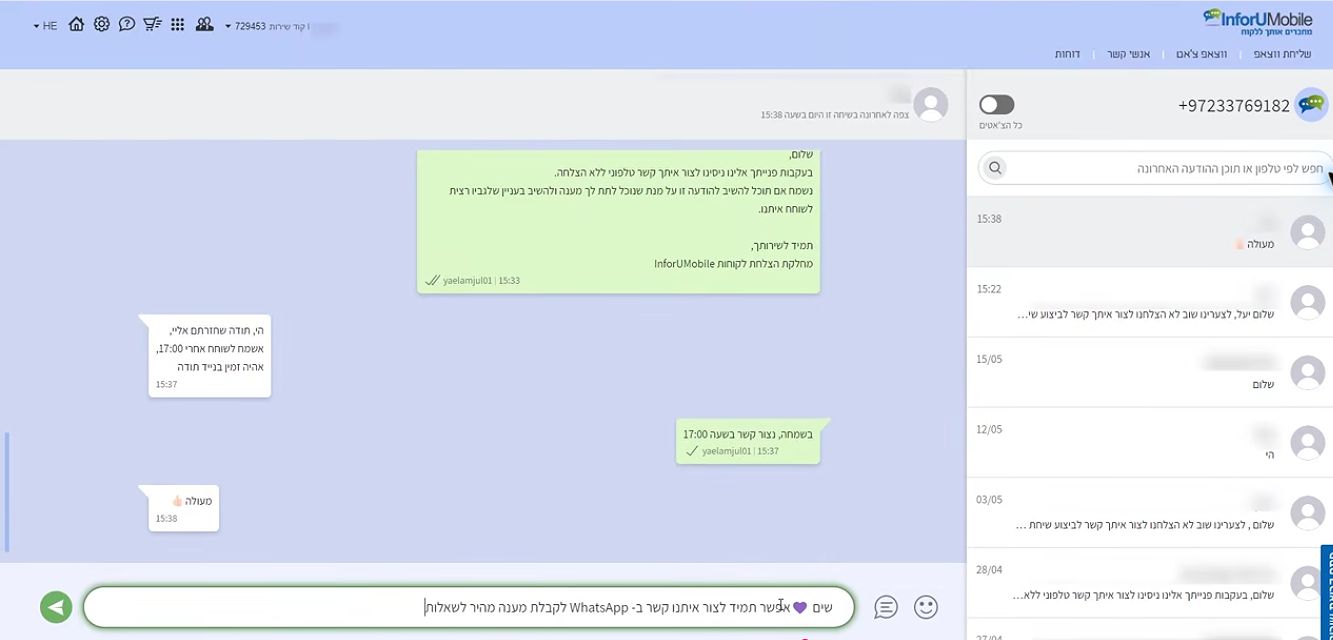 InforUMobile
מחברים אותך ללקוח
קוד שירות 729453
HE
שליחת ווצאפ | ווצאפ צ'אט | אנשי קשר | דוחות
+97233769182
כל הצ'אטים
חפש לפי טלפון או תוכן ההודעה האחרונה
15:38
מעולה 👍🏻
15:22
שלום יעל, לצערינו שוב לא הצלחנו לצור איתך קשר לביצוע שי...
15/05
שלום
12/05
היי
03/05
שלום , לצערינו שוב לא הצלחנו לצור איתך קשר לביצוע שיחת ...
28/04
שלום, בעקבות פנייתך אלינו ניסינו ליצור איתך קשר טלפוני ללא...
27/04
צפה לאחרונה בשיחה זו היום בשעה 15:38
שלום,
בעקבות פנייתך אלינו ניסינו לצור איתך קשר טלפוני ללא הצלחה.
נשמח אם תוכל להשיב להודעה זו על מנת שנוכל לתת לך מענה ולהשיב בעניין שלגביו רצית
לשוחח איתנו.
תמיד לשירותך,
מחלקת הצלחת לקוחות InforUMobile
yaelamjul01 | 15:33
היי, תודה שחזרתם אליי,
אשמח לשוחח אחרי 17:00,
אהיה זמין בנייד תודה
15:37
בשמחה, נצור קשר בשעה 17:00
yaelamjul01 | 15:37
מעולה 👍🏻
15:38
שים 💜 אפשר תמיד לצור איתנו קשר ב- WhatsApp לקבלת מענה מהיר לשאלות